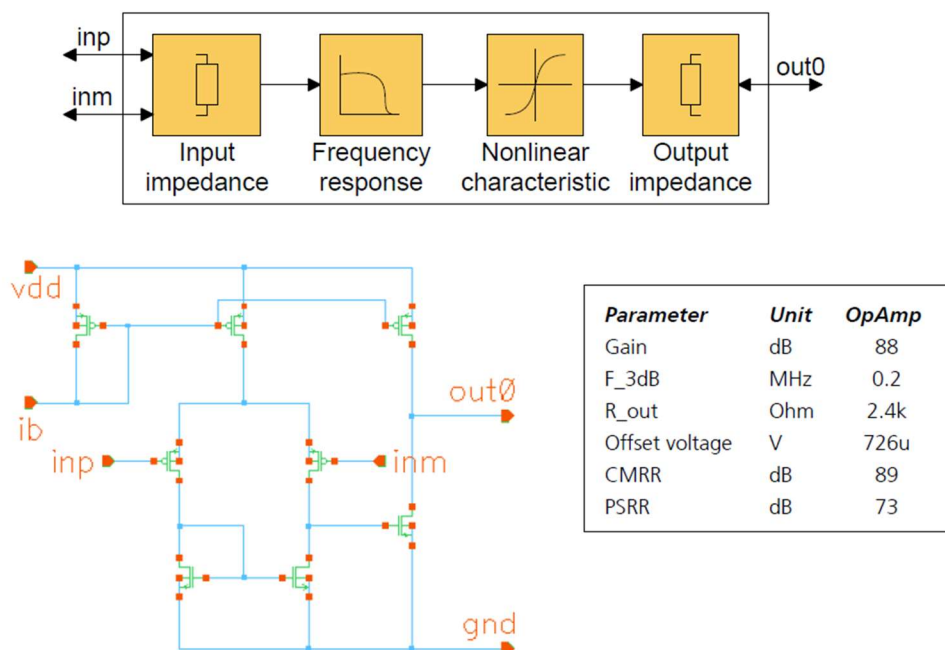 inp
inm
out0
Input
impedance
Frequency
response
Nonlinear
characteristic
Output
impedance
vdd
ib
inp
inm
out0
gnd
Parameter Unit OpAmp
Gain dB 88
F_3dB MHz 0.2
R_out Ohm 2.4k
Offset voltage V 726u
CMRR dB 89
PSRR dB 73